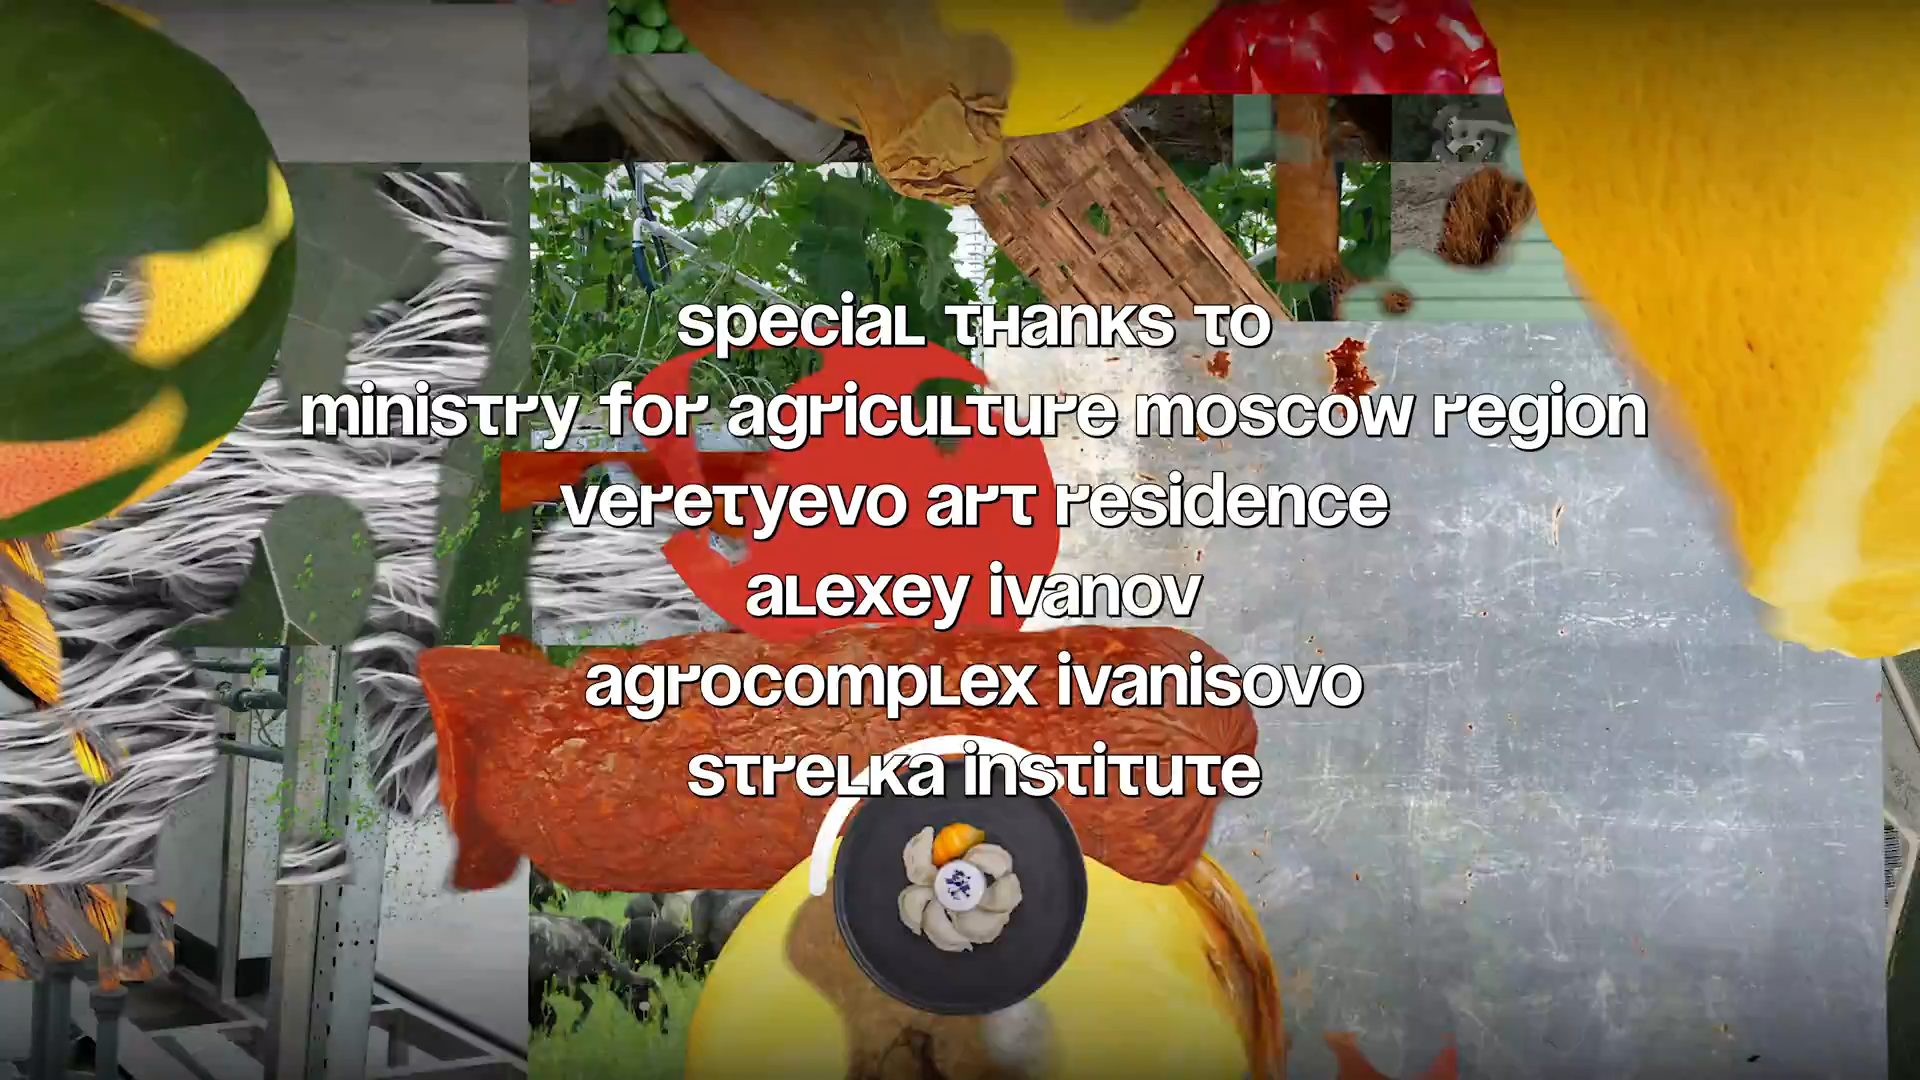 special thanks to
ministry for agriculture moscow region
veretyevo art residence
alexey ivanov
agrocomplex ivanisovo
strelka institute